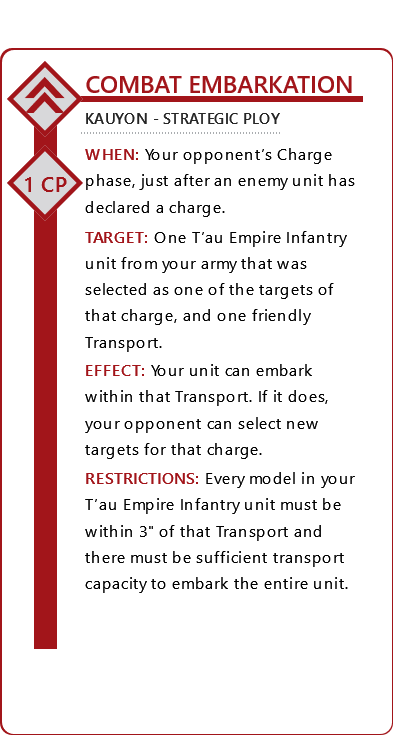 COMBAT EMBARKATION
KAUYON - STRATEGIC PLOY
WHEN: Your opponent’s Charge
phase, just after an enemy unit has
declared a charge.
1 CP
TARGET: One T’au Empire Infantry
unit from your army that was
selected as one of the targets of
that charge, and one friendly
Transport.
EFFECT: Your unit can embark
within that Transport. If it does,
your opponent can select new
targets for that charge.
RESTRICTIONS: Every model in your
T’au Empire Infantry unit must be
within 3" of that Transport and
there must be sufficient transport
capacity to embark the entire unit.